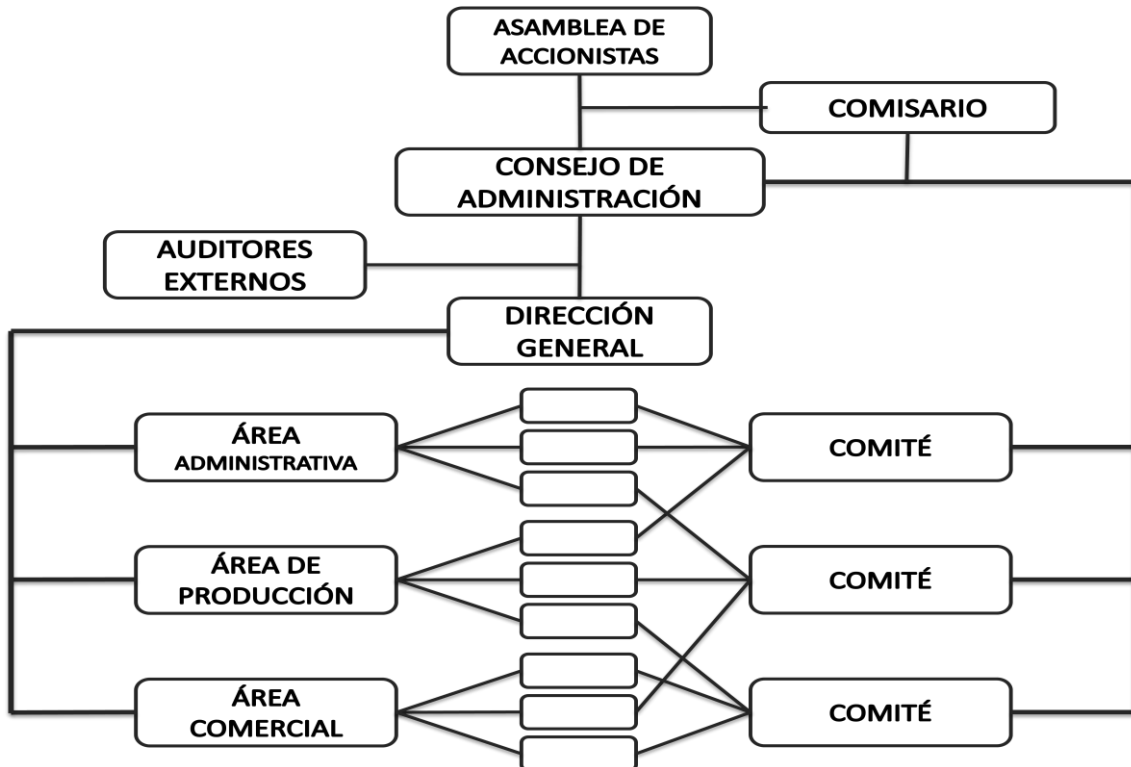 ASAMBLEA DE
ACCIONISTAS
COMISARIO
CONSEJO DE
ADMINISTRACIÓN
AUDITORES
EXTERNOS
DIRECCIÓN
GENERAL
ÁREA
ADMINISTRATIVA
COMITÉ
ÁREA DE
PRODUCCIÓN
COMITÉ
ÁREA
COMERCIAL
COMITÉ